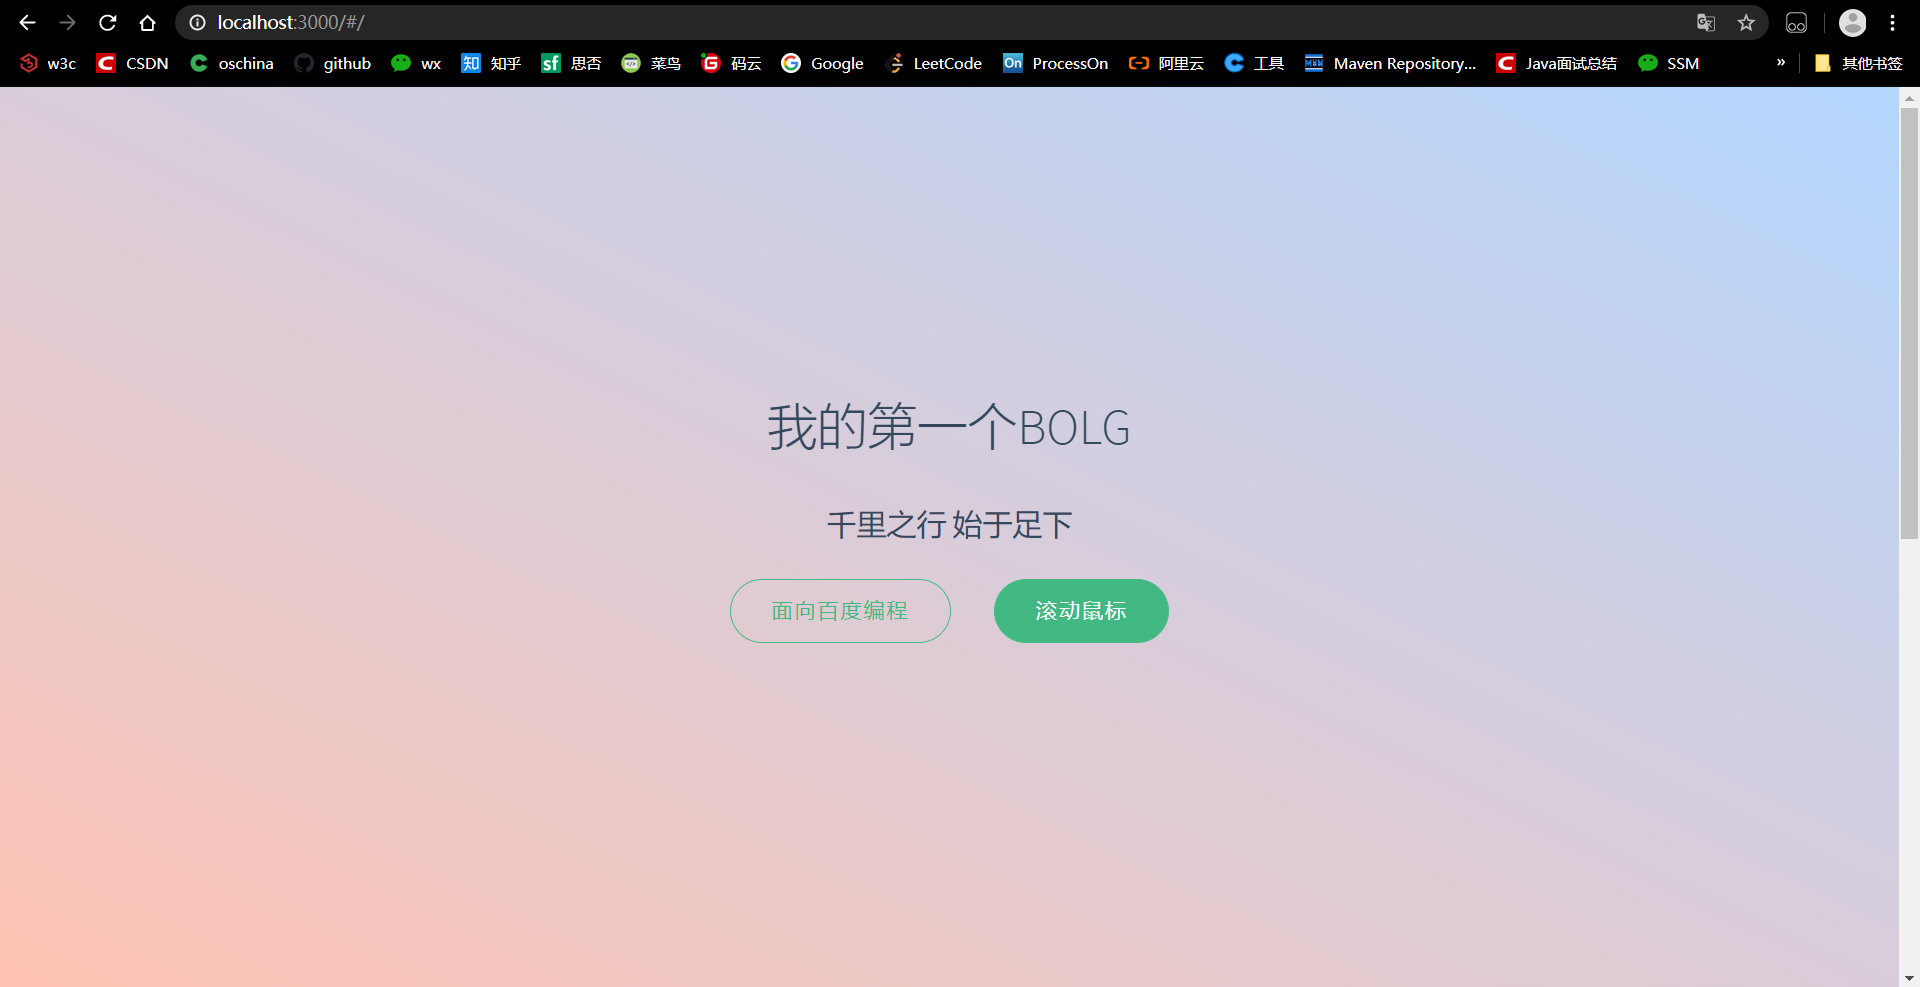 localhost:3000/#/
w3c CSDN oschina github wx 知乎 思否 菜鸟 码云 Google LeetCode ProcessOn 阿里云 工具 Maven Repository... Java面试总结 SSM » 其他书签
我的第一个BOLG
千里之行 始于足下
面向百度编程 滚动鼠标